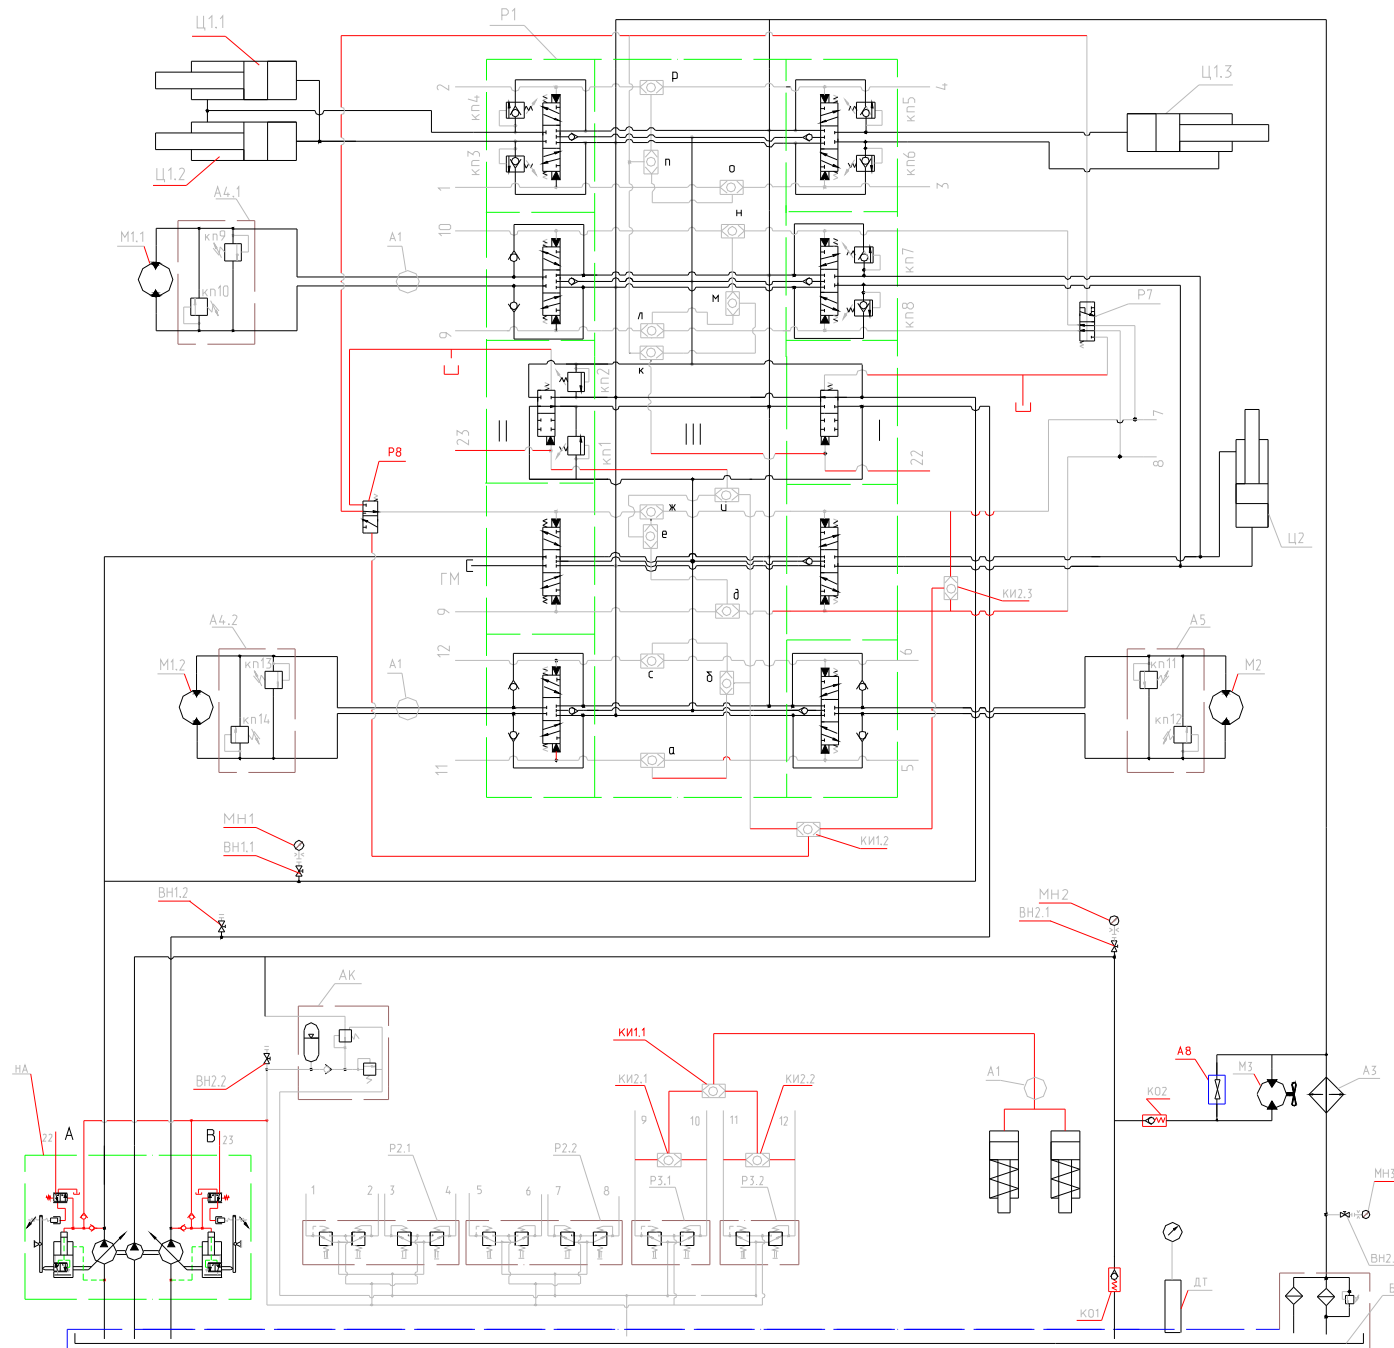 Ц1.1
Р1
Ц1.3
2
р
4
кп4
кп5
кп3
п
кп6
о
Ц1.2
1
3
А4.1
н
М1.1
кп9
А1
10
кп7
кп10
м
Р7
л
кп8
9
к
кп2
7
II
III
I
23
кп1
22
8
Р8
и
ж
е
Ц2
ГМ
КИ2.3
д
9
А4.2
А5
12
6
М1.2
кп13
А1
с
б
кп11
М2
кп14
кп12
а
11
5
МН1
КИ1.2
ВН1.1
ВН1.2
МН2
ВН2.1
АК
КИ1.1
А8
НА
ВН2.2
КИ2.1
КИ2.2
А1
М3
А3
КО2
22
А
В
23
9
10
11
12
Р2.1
Р2.2
Р3.1
Р3.2
МН3
1
2
3
4
5
6
7
8
ВН2.
ДТ
КО1